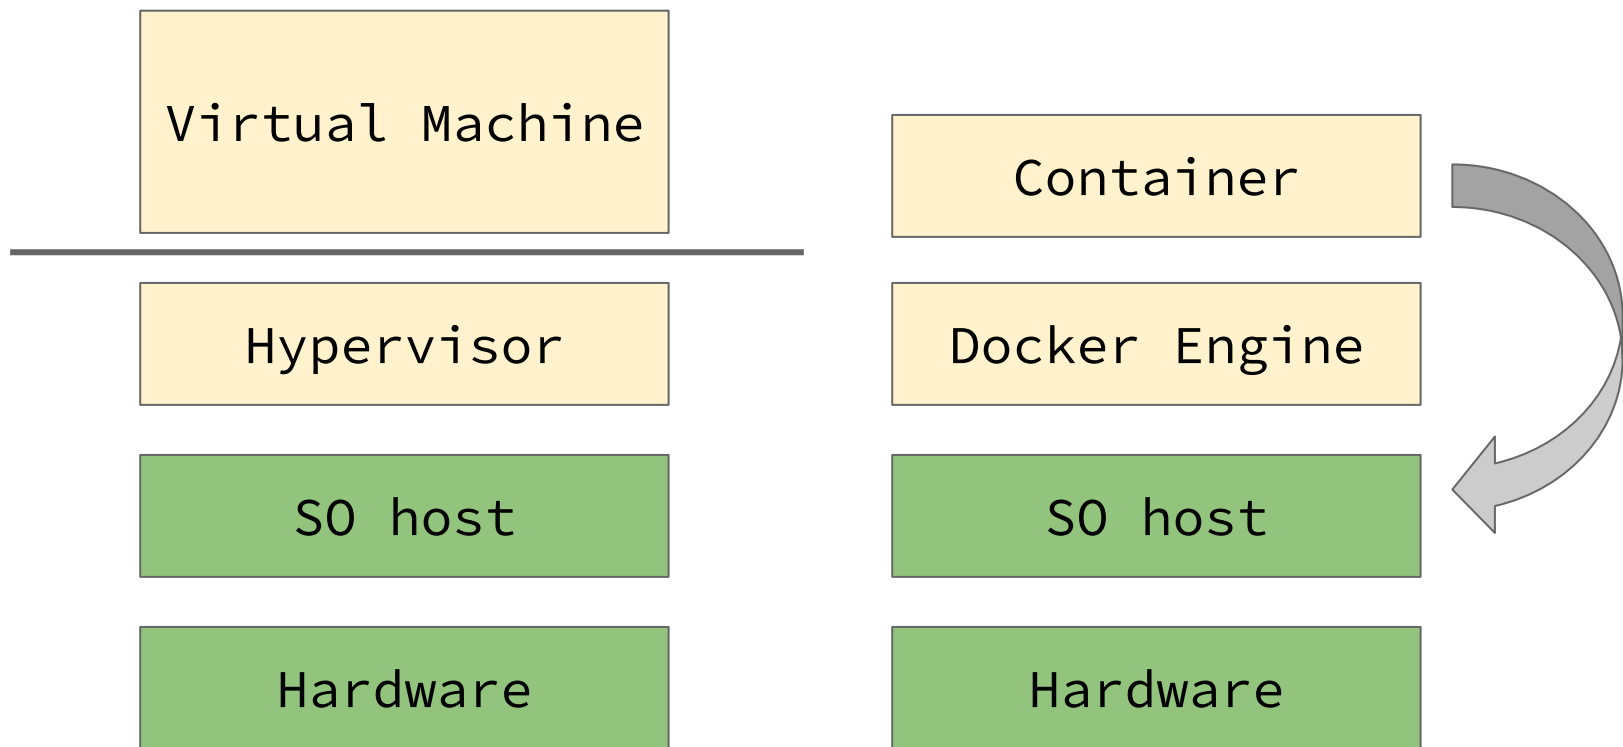 Virtual Machine
Hypervisor
SO host
Hardware
Container
Docker Engine
SO host
Hardware